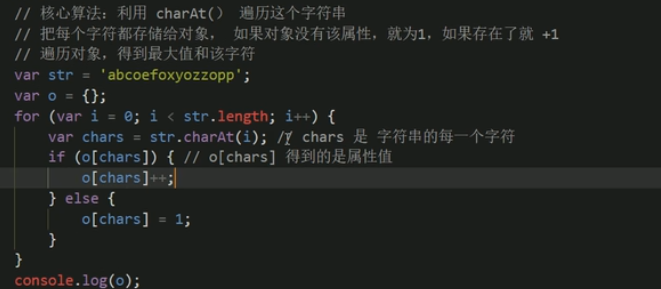 // 核心算法：利用 charAt() 遍历这个字符串
// 把每个字符都存储给对象， 如果对象没有该属性，就为1，如果存在了就 +1
// 遍历对象，得到最大值和该字符
var str = 'abcoefoxyozzopp';
var o = {};
for (var i = 0; i < str.length; i++) {
    var chars = str.charAt(i); // chars 是 字符串的每一个字符
    if (o[chars]) { // o[chars] 得到的是属性值
        o[chars]++;
    } else {
        o[chars] = 1;
    }
}
console.log(o);